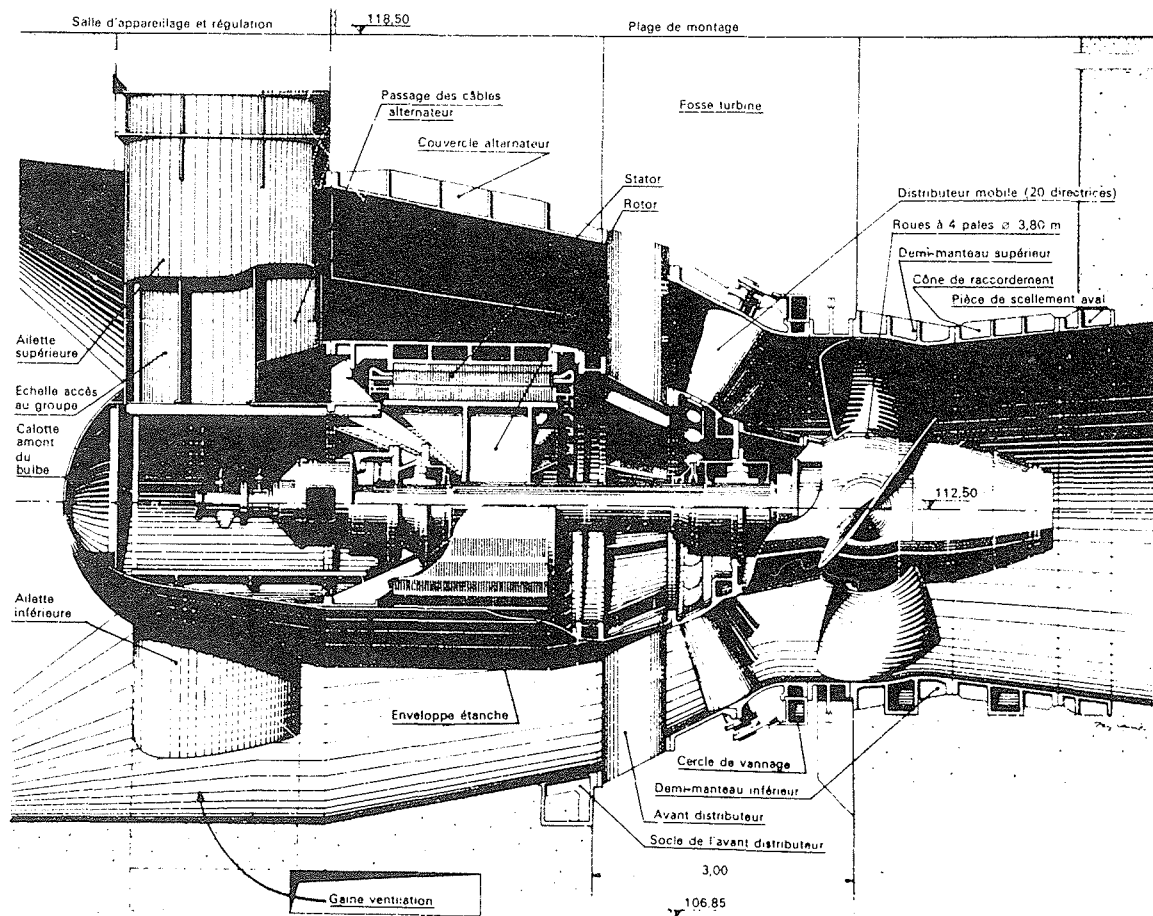 Salle d'appareillage et régulation
118,50
Plage de montage
Passage des câbles
alternateur
Couvercle alternateur
Fosse turbine
Stator
Rotor
Distributeur mobile (20 directrices)
Roues à 4 pales ø 3,80 m
Demi-manteau supérieur
Cône de raccordement
Pièce de scellement aval
Ailette
supérieure
Echelle accès
au groupe
Calotte
amont
du
bulbe
112,50
Ailette
inférieure
Enveloppe étanche
Cercle de vannage
Demi-manteau inférieur
Avant distributeur
Socle de l'avant distributeur
3,00
Gaine ventilation
106.85